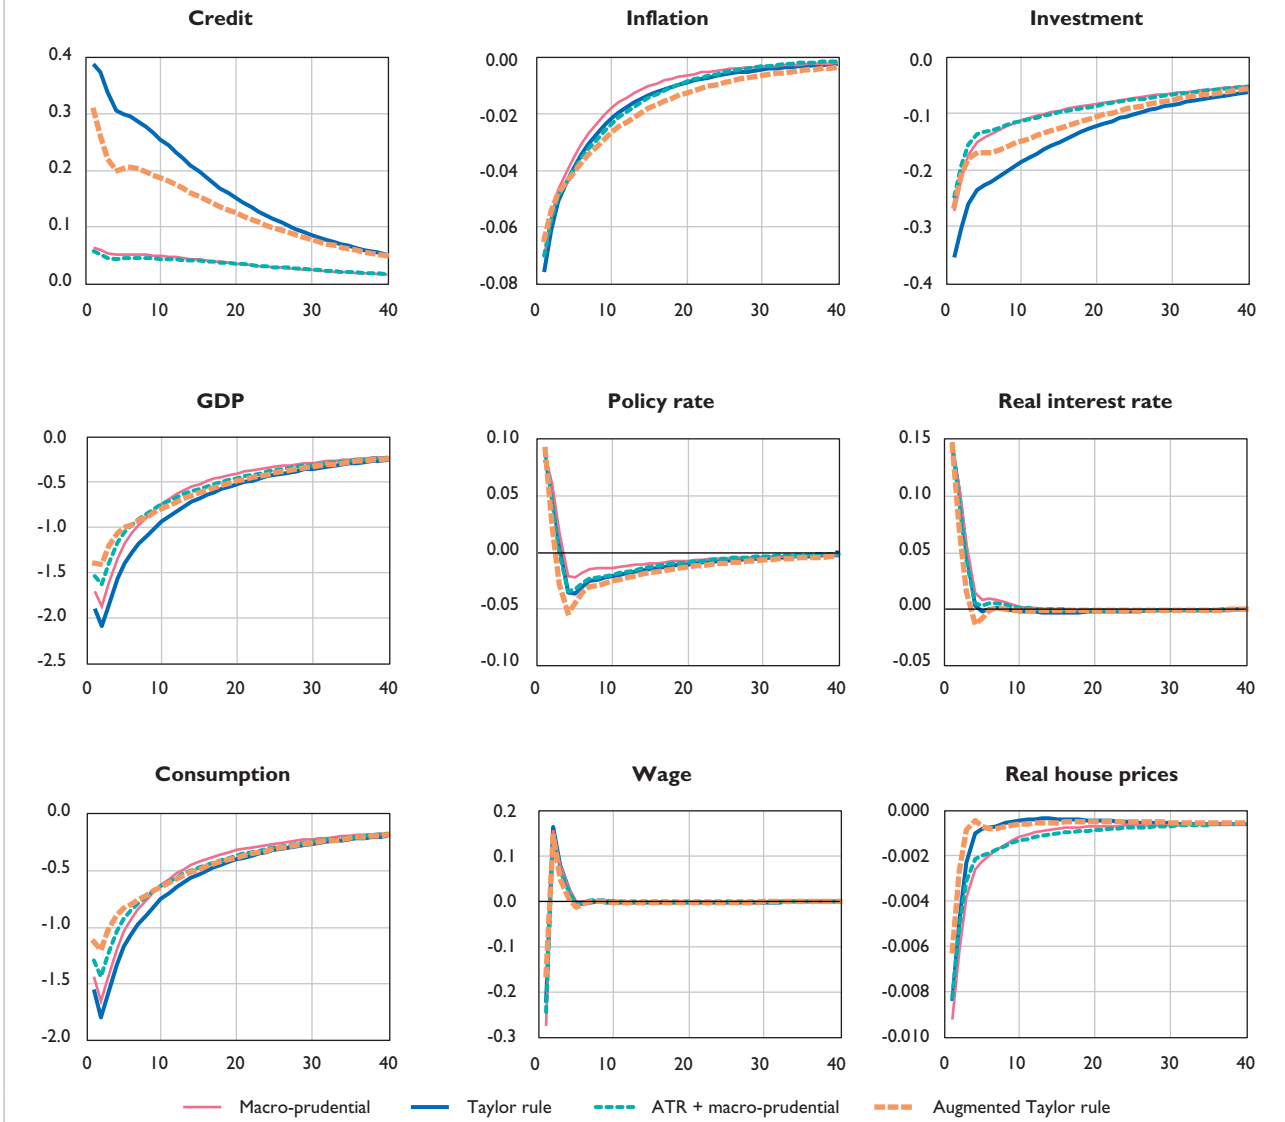 Credit
0.4
0.3
0.2
0.1
0.0
0 10 20 30 40
Inflation
0.00
-0.02
-0.04
-0.06
-0.08
0 10 20 30 40
Investment
0.0
-0.1
-0.2
-0.3
-0.4
0 10 20 30 40
GDP
0.0
-0.5
-1.0
-1.5
-2.0
-2.5
0 10 20 30 40
Policy rate
0.10
0.05
0.00
-0.05
-0.10
0 10 20 30 40
Real interest rate
0.15
0.10
0.05
0.00
-0.05
0 10 20 30 40
Consumption
0.0
-0.5
-1.0
-1.5
-2.0
0 10 20 30 40
Wage
0.2
0.1
0.0
-0.1
-0.2
-0.3
0 10 20 30 40
Real house prices
0.000
-0.002
-0.004
-0.006
-0.008
-0.010
0 10 20 30 40
Macro-prudential Taylor rule ATR + macro-prudential Augmented Taylor rule